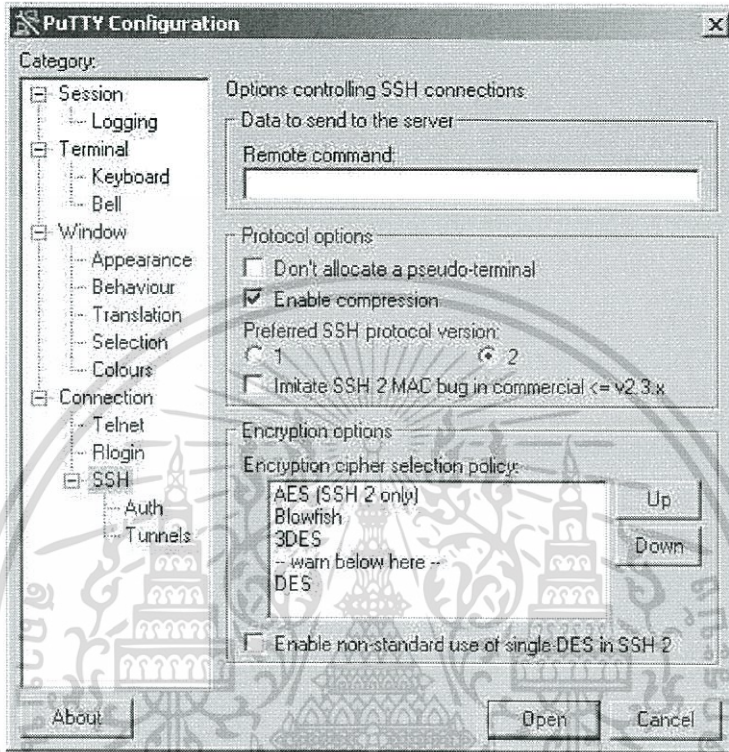 PuTTY Configuration
Category:
Session
Logging
Terminal
Keyboard
Bell
Window
Appearance
Behaviour
Translation
Selection
Colours
Connection
Telnet
Rlogin
SSH
Auth
Tunnels
Options controlling SSH connections
Data to send to the server
Remote command:
Protocol options
Don't allocate a pseudo-terminal
Enable compression
Preferred SSH protocol version:
1 2
Imitate SSH 2 MAC bug in commercial <= v2.3.x
Encryption options
Encryption cipher selection policy:
AES (SSH 2 only)
Blowfish
3DES
-- warn below here --
DES
Up
Down
Enable non-standard use of single-DES in SSH 2
About
Open
Cancel